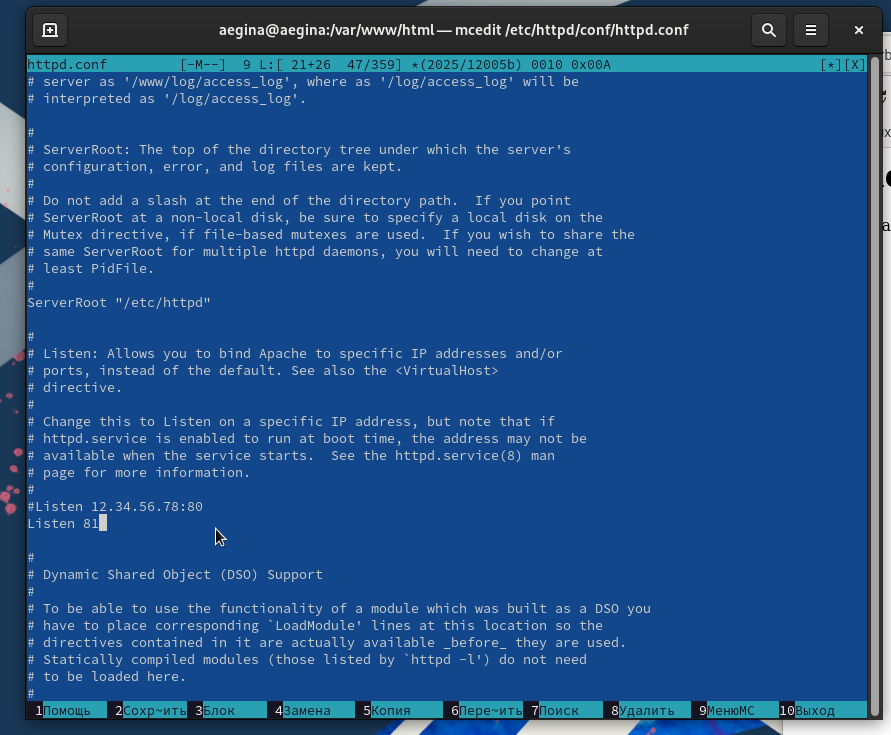 aegina@aegina:/var/www/html — mcedit /etc/httpd/conf/httpd.conf
httpd.conf [-M--] 9 L:[ 21+26 47/359] *(2025/12005b) 0010 0x00A [*][X]
# server as '/www/log/access_log', where as '/log/access_log' will be
# interpreted as '/log/access_log'.
#
# ServerRoot: The top of the directory tree under which the server's
# configuration, error, and log files are kept.
#
# Do not add a slash at the end of the directory path.  If you point
# ServerRoot at a non-local disk, be sure to specify a local disk on the
# Mutex directive, if file-based mutexes are used.  If you wish to share the
# same ServerRoot for multiple httpd daemons, you will need to change at
# least PidFile.
#
ServerRoot "/etc/httpd"
#
# Listen: Allows you to bind Apache to specific IP addresses and/or
# ports, instead of the default. See also the <VirtualHost>
# directive.
#
# Change this to Listen on a specific IP address, but note that if
# httpd.service is enabled to run at boot time, the address may not be
# available when the service starts.  See the httpd.service(8) man
# page for more information.
#
#Listen 12.34.56.78:80
Listen 81
#
# Dynamic Shared Object (DSO) Support
#
# To be able to use the functionality of a module which was built as a DSO you
# have to place corresponding `LoadModule' lines at this location so the
# directives contained in it are actually available _before_ they are used.
# Statically compiled modules (those listed by `httpd -l') do not need
# to be loaded here.
#
1Помощь 2Сохр~ить 3Блок 4Замена 5Копия 6Пере~ить 7Поиск 8Удалить 9МенюMC 10Выход